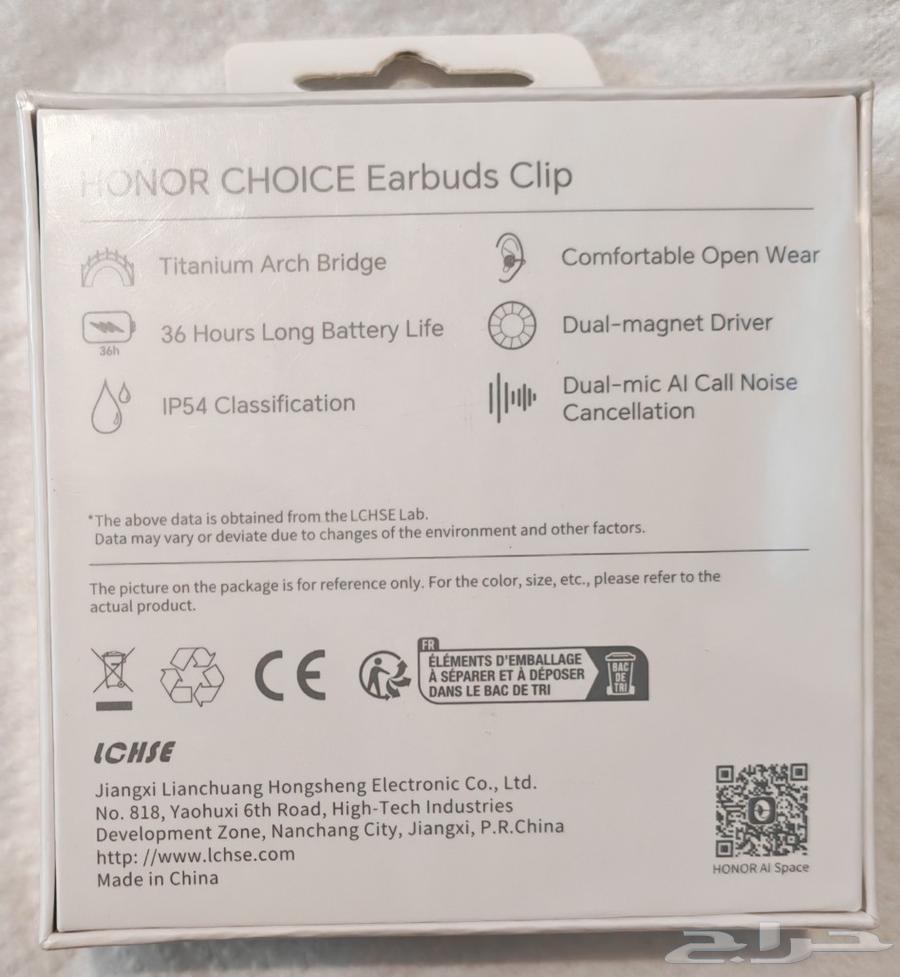 HONOR CHOICE Earbuds Clip
Titanium Arch Bridge
Comfortable Open Wear
36h
36 Hours Long Battery Life
Dual-magnet Driver
IP54 Classification
Dual-mic AI Call Noise
Cancellation
*The above data is obtained from the LCHSE Lab.
Data may vary or deviate due to changes of the environment and other factors.
The picture on the package is for reference only. For the color, size, etc., please refer to the
actual product.
CE
FR
ÉLÉMENTS D'EMBALLAGE
À SÉPARER ET À DÉPOSER
DANS LE BAC DE TRI
BAC
DE
TRI
LCHSE
Jiangxi Lianchuang Hongsheng Electronic Co., Ltd.
No. 818, Yaohuxi 6th Road, High-Tech Industries
Development Zone, Nanchang City, Jiangxi, P.R.China
http: //www.lchse.com
Made in China
HONOR AI Space
حراج